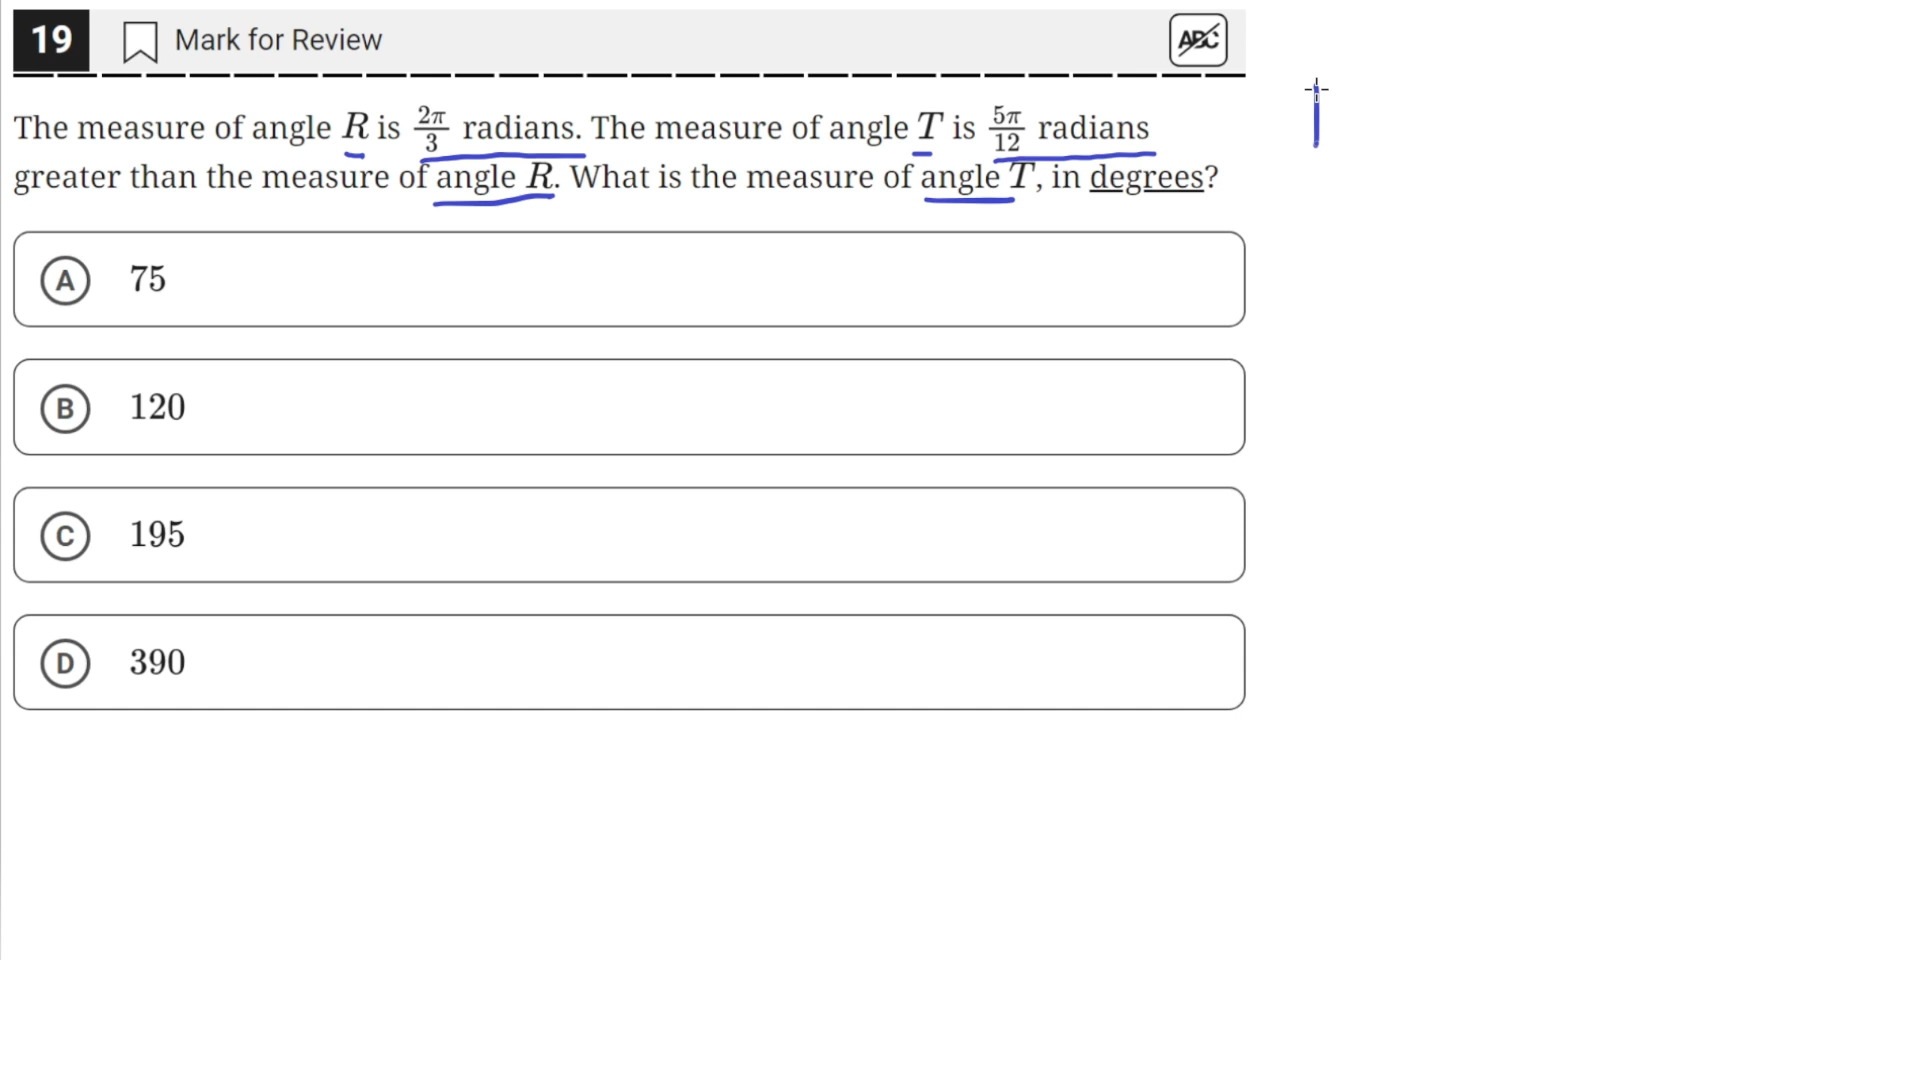 19 Mark for Review ABC
The measure of angle R is 2π/3 radians. The measure of angle T is 5π/12 radians
greater than the measure of angle R. What is the measure of angle T, in degrees?
A 75
B 120
C 195
D 390